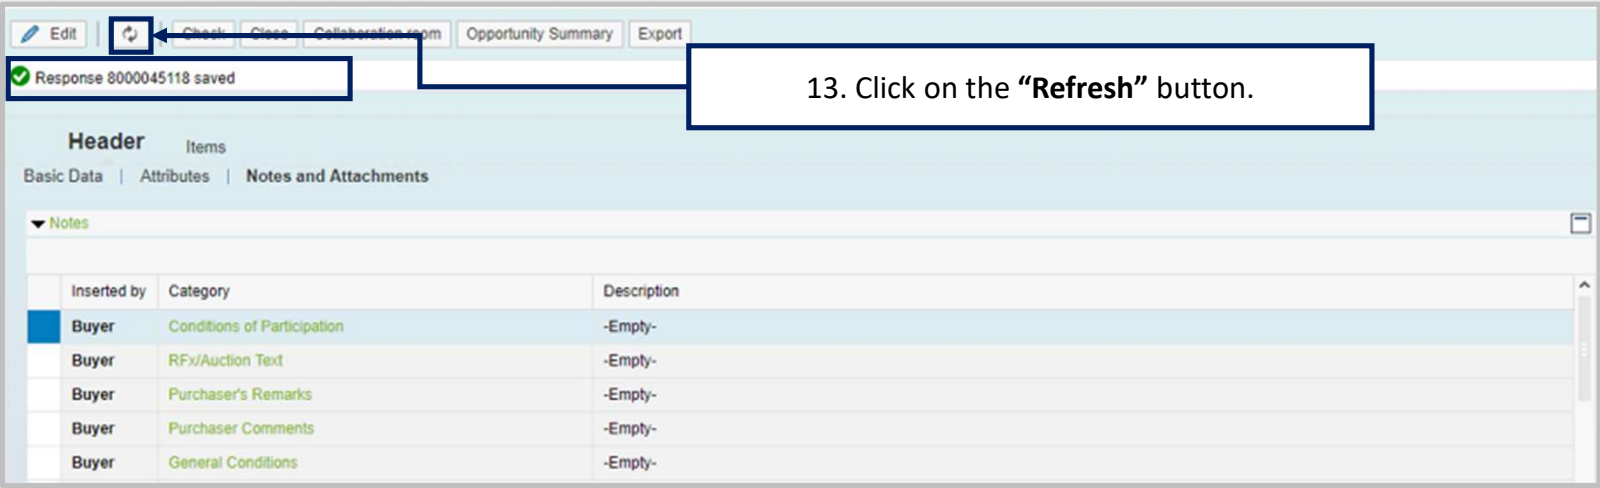 Edit Check Close Collaboration room Opportunity Summary Export
Response 8000045118 saved
13. Click on the “Refresh” button.
Header Items
Basic Data | Attributes | Notes and Attachments
Notes
Inserted by Category Description
Buyer Conditions of Participation -Empty-
Buyer RFx/Auction Text -Empty-
Buyer Purchaser's Remarks -Empty-
Buyer Purchaser Comments -Empty-
Buyer General Conditions -Empty-